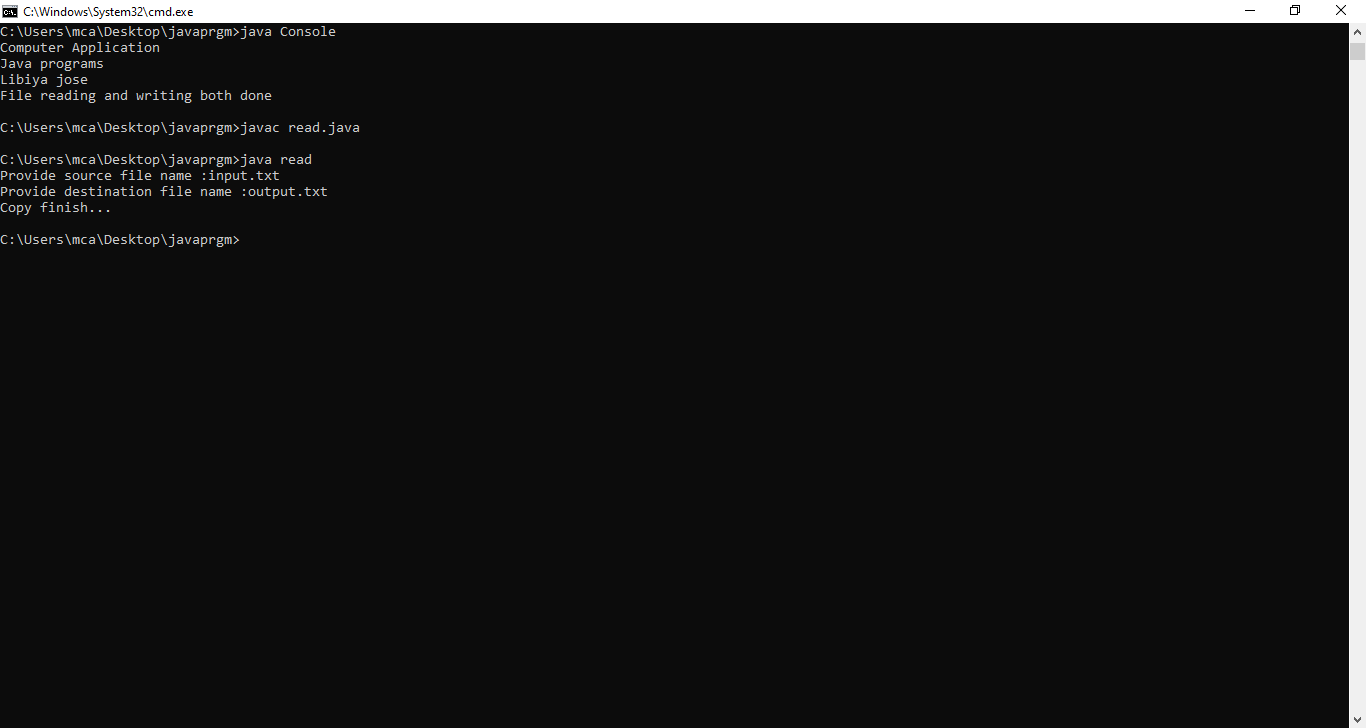 C:\Windows\System32\cmd.exe
C:\Users\mca\Desktop\javaprgm>java Console
Computer Application
Java programs
Libiya jose
File reading and writing both done
C:\Users\mca\Desktop\javaprgm>javac read.java
C:\Users\mca\Desktop\javaprgm>java read
Provide source file name :input.txt
Provide destination file name :output.txt
Copy finish...
C:\Users\mca\Desktop\javaprgm>